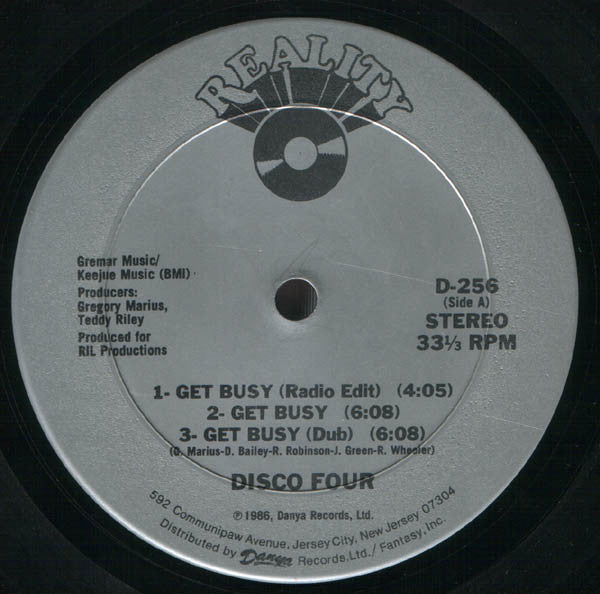 REALITY
Gremar Music/
Keejue Music (BMI)
Producers:
Gregory Marius,
Teddy Riley
Produced for
RIL Productions
D-256
(Side A)
STEREO
33⅓ RPM
1- GET BUSY (Radio Edit) (4:05)
2- GET BUSY (6:08)
3- GET BUSY (Dub) (6:08)
(G. Marius-D. Bailey-R. Robinson-J. Green-R. Wheeler)
DISCO FOUR
℗ 1986, Danya Records, Ltd.
592 Communipaw Avenue, Jersey City, New Jersey 07304
Distributed by Danya Records, Ltd./ Fantasy, Inc.